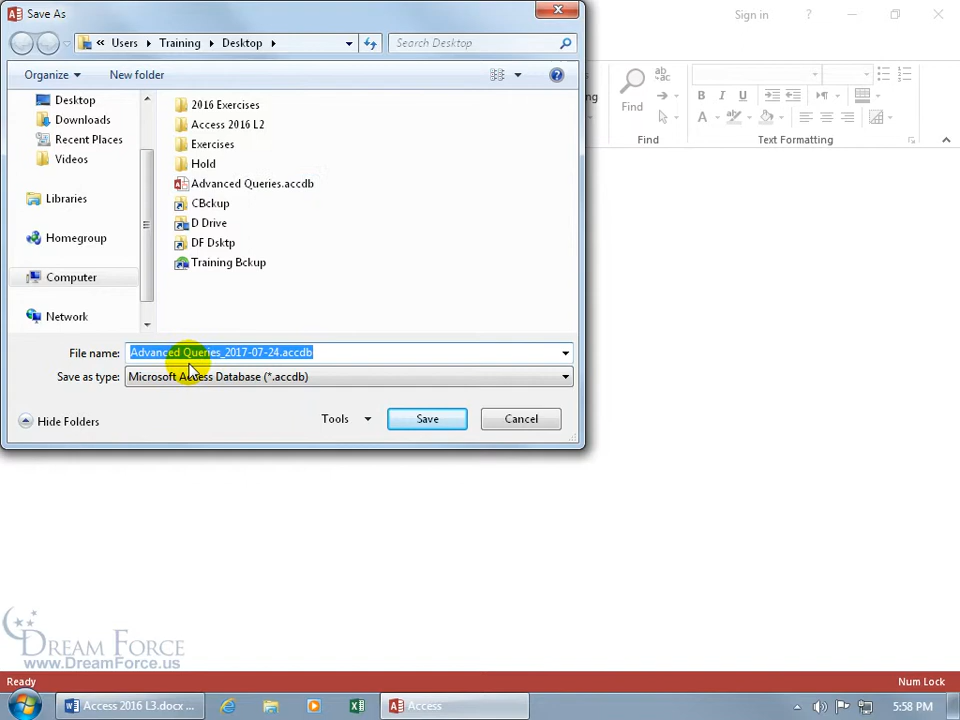 Save As
Sign in
?
Users
Training
Desktop
Search Desktop
Organize
New folder
?
Desktop
Downloads
Recent Places
Videos
Libraries
Homegroup
Computer
Network
2016 Exercises
Access 2016 L2
Exercises
Hold
Advanced Queries.accdb
CBckup
D Drive
DF Dsktp
Training Bckup
Find
Find
B I U
A
Text Formatting
File name:
Advanced Queries_2017-07-24.accdb
Save as type:
Microsoft Access Database (*.accdb)
Hide Folders
Tools
Save
Cancel
DREAM FORCE
www.DreamForce.us
Ready
Num Lock
Access 2016 L3.docx ...
Access
5:58 PM